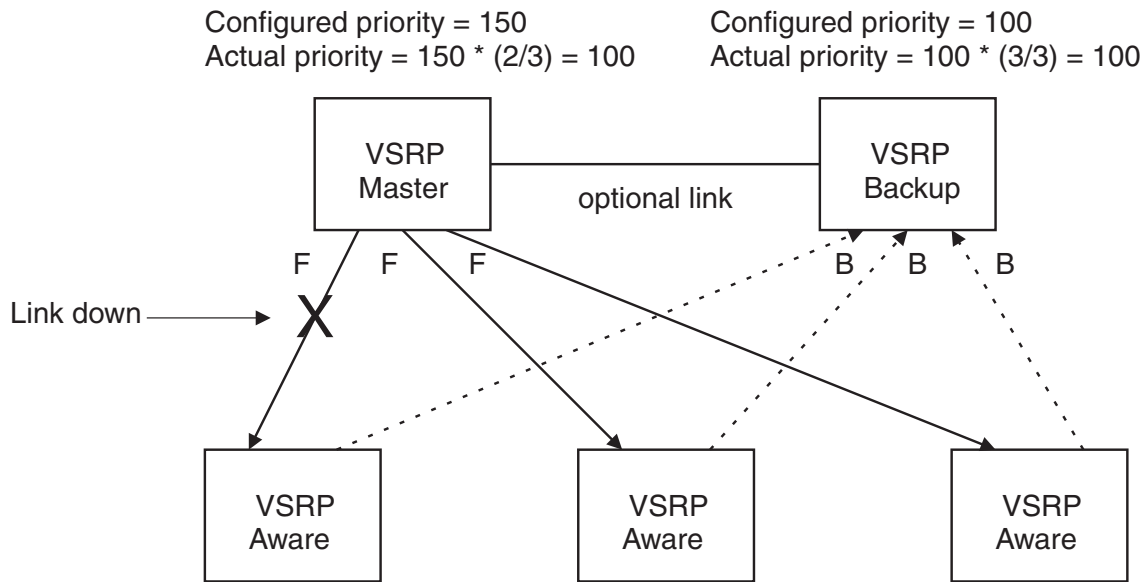 Configured priority = 150
Actual priority = 150 * (2/3) = 100
Configured priority = 100
Actual priority = 100 * (3/3) = 100
VSRP
Master
optional link
VSRP
Backup
F
F
F
B
B
B
Link down
X
VSRP
Aware
VSRP
Aware
VSRP
Aware